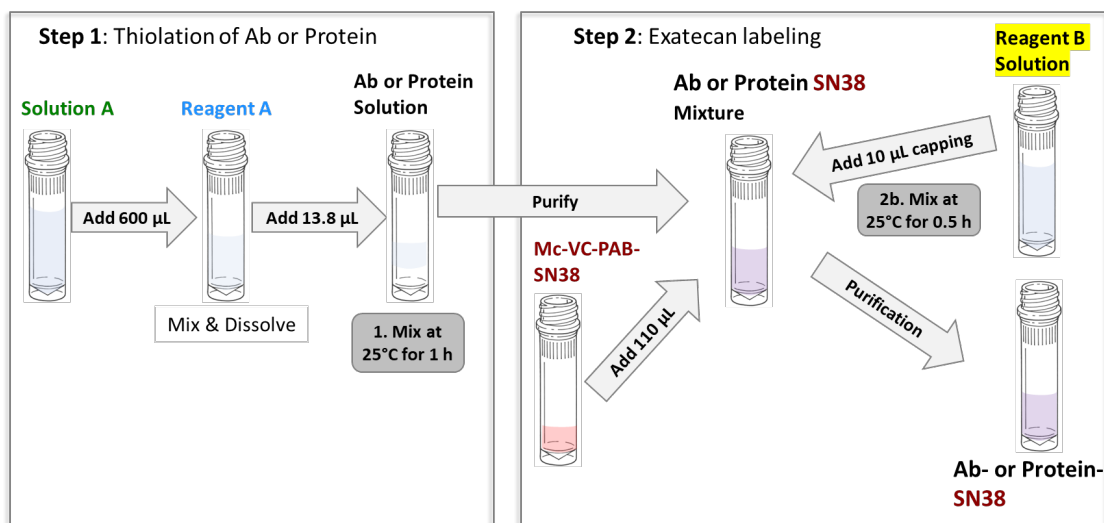 Step 1: Thiolation of Ab or Protein
Solution A
Reagent A
Ab or Protein
Solution
Add 600 µL
Add 13.8 µL
Mix & Dissolve
1. Mix at
25°C for 1 h
Purify
Step 2: Exatecan labeling
Reagent B
Solution
Ab or Protein SN38
Mixture
Add 10 µL capping
2b. Mix at
25°C for 0.5 h
Mc-VC-PAB-
SN38
Add 110 µL
Purification
Ab- or Protein-
SN38